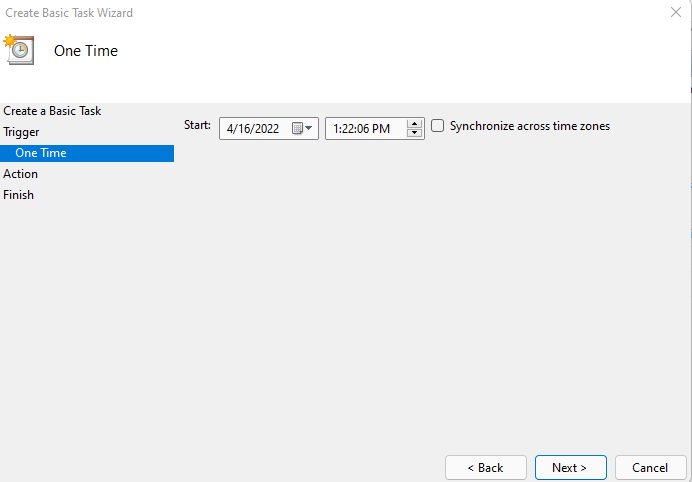 Create Basic Task Wizard
One Time
Create a Basic Task
Trigger
One Time
Action
Finish
Start: 4/16/2022 1:22:06 PM Synchronize across time zones
< Back Next > Cancel